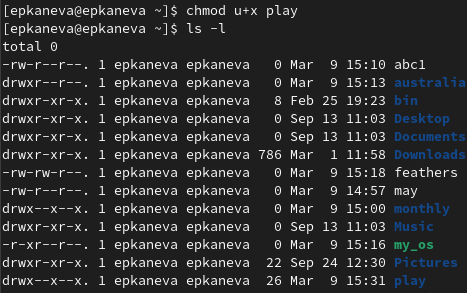 [epkaneva@epkaneva ~]$ chmod u+x play
[epkaneva@epkaneva ~]$ ls -l
total 0
-rw-r--r--. 1 epkaneva epkaneva   0 Mar  9 15:10 abc1
drwxr--r--. 1 epkaneva epkaneva   0 Mar  9 15:13 australia
drwxr-xr-x. 1 epkaneva epkaneva   8 Feb 25 19:23 bin
drwxr-xr-x. 1 epkaneva epkaneva   0 Sep 13 11:03 Desktop
drwxr-xr-x. 1 epkaneva epkaneva   0 Sep 13 11:03 Documents
drwxr-xr-x. 1 epkaneva epkaneva 786 Mar  1 11:58 Downloads
-rw-rw-r--. 1 epkaneva epkaneva   0 Mar  9 15:18 feathers
-rw-r--r--. 1 epkaneva epkaneva   0 Mar  9 14:57 may
drwx--x--x. 1 epkaneva epkaneva   0 Mar  9 15:00 monthly
drwxr-xr-x. 1 epkaneva epkaneva   0 Sep 13 11:03 Music
-r-xr--r--. 1 epkaneva epkaneva   0 Mar  9 15:16 my_os
drwxr-xr-x. 1 epkaneva epkaneva  22 Sep 24 12:30 Pictures
drwx--x--x. 1 epkaneva epkaneva  26 Mar  9 15:31 play